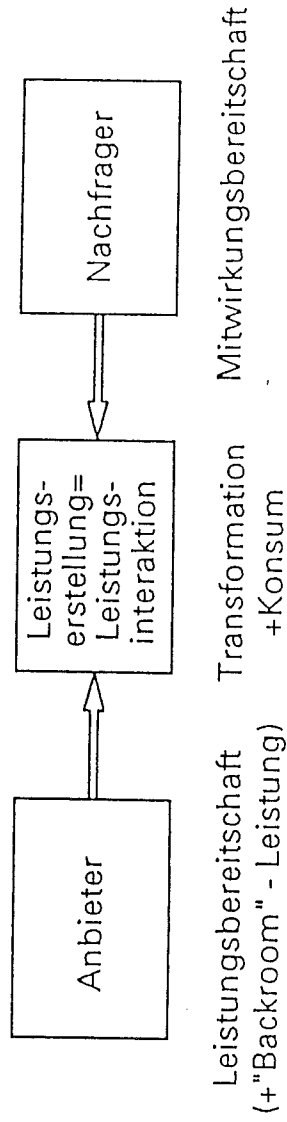 Anbieter
Leistungs-
erstellung=
Leistungs-
interaktion
Nachfrager
Leistungsbereitschaft
(+"Backroom" - Leistung)
Transformation
+Konsum
Mitwirkungsbereitschaft